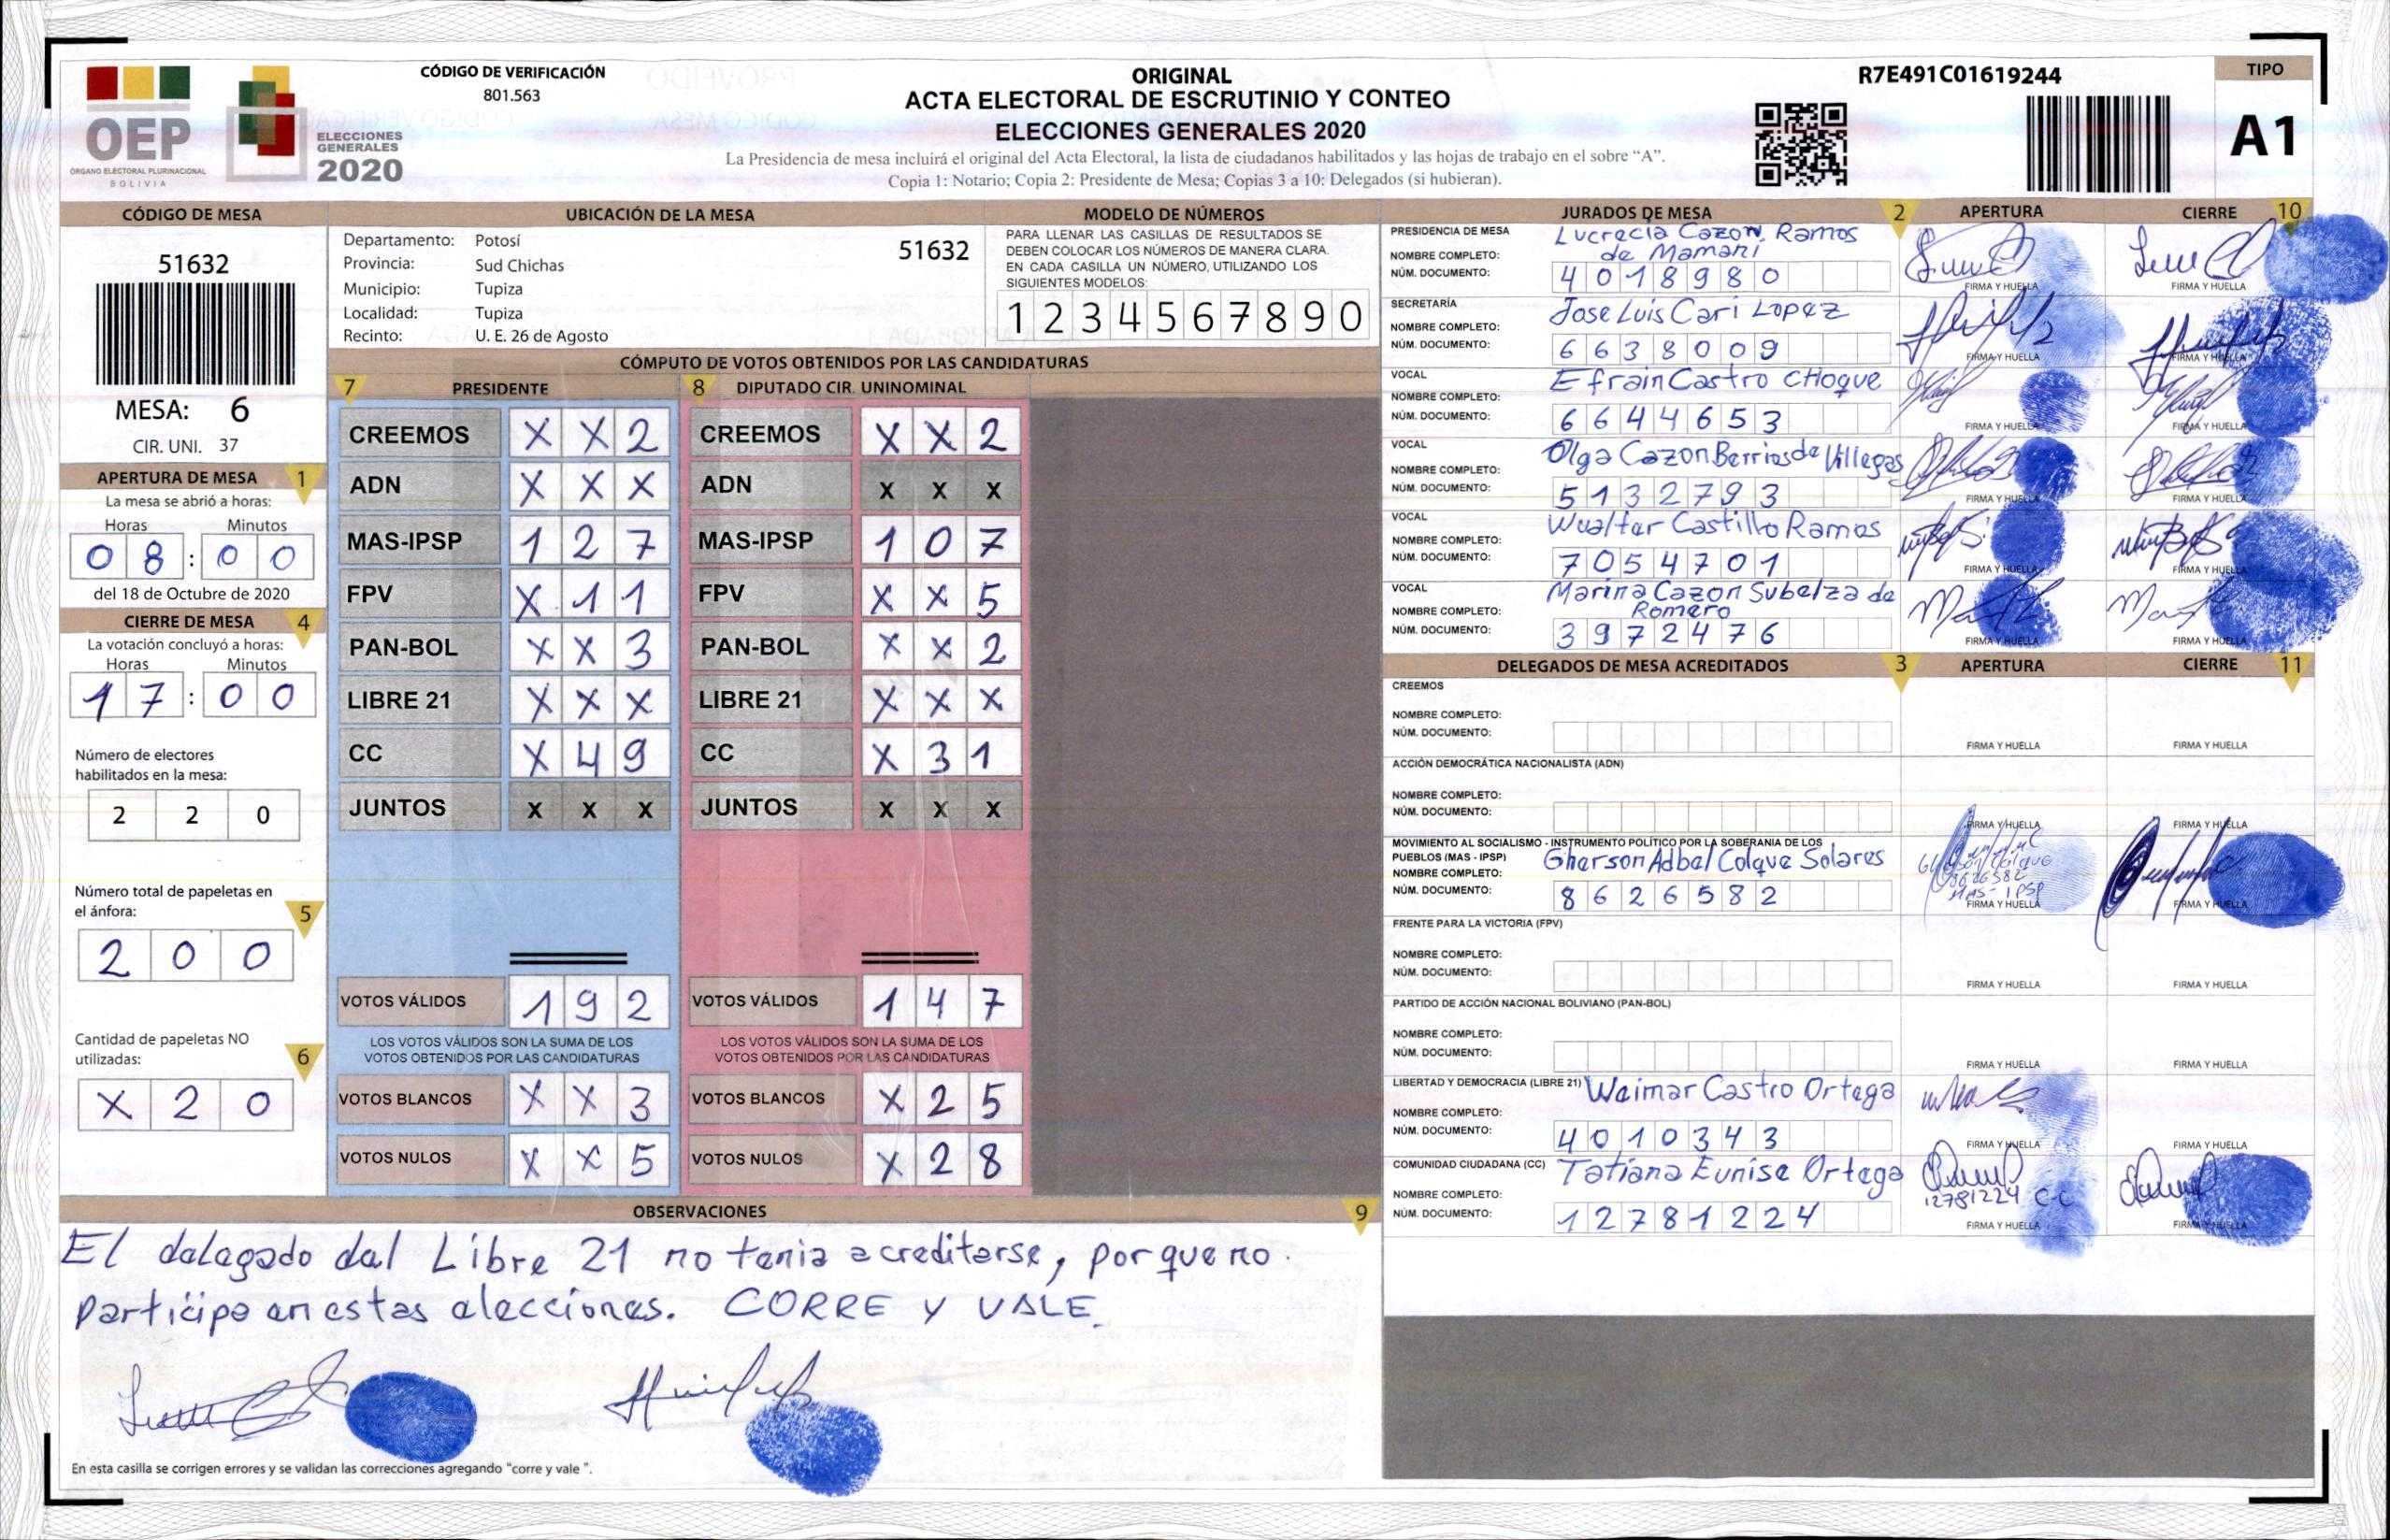 CÓDIGO DE VERIFICACIÓN
801.563
OEP
ÓRGANO ELECTORAL PLURINACIONAL
BOLIVIA
ELECCIONES
GENERALES
2020
ORIGINAL
ACTA ELECTORAL DE ESCRUTINIO Y CONTEO
ELECCIONES GENERALES 2020
La Presidencia de mesa incluirá el original del Acta Electoral, la lista de ciudadanos habilitados y las hojas de trabajo en el sobre "A".
Copia 1: Notario; Copia 2: Presidente de Mesa; Copias 3 a 10: Delegados (si hubieran).
R7E491C01619244
TIPO
A1
CÓDIGO DE MESA
51632
MESA: 6
CIR. UNI. 37
UBICACIÓN DE LA MESA
Departamento: Potosí 51632
Provincia: Sud Chichas
Municipio: Tupiza
Localidad: Tupiza
Recinto: U. E. 26 de Agosto
MODELO DE NÚMEROS
PARA LLENAR LAS CASILLAS DE RESULTADOS SE
DEBEN COLOCAR LOS NÚMEROS DE MANERA CLARA.
EN CADA CASILLA UN NÚMERO, UTILIZANDO LOS
SIGUIENTES MODELOS:
1 2 3 4 5 6 7 8 9 0
APERTURA DE MESA 1
La mesa se abrió a horas:
Horas Minutos
0 8 : 0 0
del 18 de Octubre de 2020
CIERRE DE MESA 4
La votación concluyó a horas:
Horas Minutos
1 7 : 0 0
Número de electores
habilitados en la mesa:
2 2 0
Número total de papeletas en
el ánfora: 5
2 0 0
Cantidad de papeletas NO
utilizadas: 6
X 2 0
CÓMPUTO DE VOTOS OBTENIDOS POR LAS CANDIDATURAS
7 PRESIDENTE 8 DIPUTADO CIR. UNINOMINAL
CREEMOS X X 2 CREEMOS X X 2
ADN X X X ADN X X X
MAS-IPSP 1 2 7 MAS-IPSP 1 0 7
FPV X 1 1 FPV X X 5
PAN-BOL X X 3 PAN-BOL X X 2
LIBRE 21 X X X LIBRE 21 X X X
CC X 4 9 CC X 3 1
JUNTOS X X X JUNTOS X X X
VOTOS VÁLIDOS 1 9 2 VOTOS VÁLIDOS 1 4 7
LOS VOTOS VÁLIDOS SON LA SUMA DE LOS LOS VOTOS VÁLIDOS SON LA SUMA DE LOS
VOTOS OBTENIDOS POR LAS CANDIDATURAS VOTOS OBTENIDOS POR LAS CANDIDATURAS
VOTOS BLANCOS X X 3 VOTOS BLANCOS X 2 5
VOTOS NULOS X X 5 VOTOS NULOS X 2 8
OBSERVACIONES 9
El delegado del Libre 21 no tenia acreditarse, porque no
participa en estas elecciones. CORRE Y VALE.
En esta casilla se corrigen errores y se validan las correcciones agregando "corre y vale ".
JURADOS DE MESA 2 APERTURA CIERRE 10
PRESIDENCIA DE MESA Lucrecia Cazon Ramos
NOMBRE COMPLETO: de Mamani
NÚM. DOCUMENTO: 4 0 1 8 9 8 0
FIRMA Y HUELLA FIRMA Y HUELLA
SECRETARÍA Jose Luis Cari Lopez
NOMBRE COMPLETO:
NÚM. DOCUMENTO: 6 6 3 8 0 0 9
FIRMA Y HUELLA FIRMA Y HUELLA
VOCAL Efrain Castro CHoque
NOMBRE COMPLETO:
NÚM. DOCUMENTO: 6 6 4 4 6 5 3
FIRMA Y HUELLA FIRMA Y HUELLA
VOCAL Olga Cazon Berrios de Villegas
NOMBRE COMPLETO:
NÚM. DOCUMENTO: 5 1 3 2 7 9 3
FIRMA Y HUELLA FIRMA Y HUELLA
VOCAL Wualter Castillo Ramos
NOMBRE COMPLETO:
NÚM. DOCUMENTO: 7 0 5 4 7 0 1
FIRMA Y HUELLA FIRMA Y HUELLA
VOCAL Marina Cazon Subelza de
NOMBRE COMPLETO: Romero
NÚM. DOCUMENTO: 3 9 7 2 4 7 6
FIRMA Y HUELLA FIRMA Y HUELLA
DELEGADOS DE MESA ACREDITADOS 3 APERTURA CIERRE 11
CREEMOS
NOMBRE COMPLETO:
NÚM. DOCUMENTO:
FIRMA Y HUELLA FIRMA Y HUELLA
ACCIÓN DEMOCRÁTICA NACIONALISTA (ADN)
NOMBRE COMPLETO:
NÚM. DOCUMENTO:
FIRMA Y HUELLA FIRMA Y HUELLA
MOVIMIENTO AL SOCIALISMO - INSTRUMENTO POLÍTICO POR LA SOBERANIA DE LOS
PUEBLOS (MAS - IPSP) Gherson Adbel Colque Solares
NOMBRE COMPLETO:
NÚM. DOCUMENTO: 8 6 2 6 5 8 2
8626582
MAS-IPSP
FIRMA Y HUELLA FIRMA Y HUELLA
FRENTE PARA LA VICTORIA (FPV)
NOMBRE COMPLETO:
NÚM. DOCUMENTO:
FIRMA Y HUELLA FIRMA Y HUELLA
PARTIDO DE ACCIÓN NACIONAL BOLIVIANO (PAN-BOL)
NOMBRE COMPLETO:
NÚM. DOCUMENTO:
FIRMA Y HUELLA FIRMA Y HUELLA
LIBERTAD Y DEMOCRACIA (LIBRE 21) Weimar Castro Ortega
NOMBRE COMPLETO:
NÚM. DOCUMENTO: 4 0 1 0 3 4 3
FIRMA Y HUELLA FIRMA Y HUELLA
COMUNIDAD CIUDADANA (CC) Tatiana Eunise Ortega
12781224 CC
NOMBRE COMPLETO:
NÚM. DOCUMENTO: 1 2 7 8 1 2 2 4
FIRMA Y HUELLA FIRMA Y HUELLA